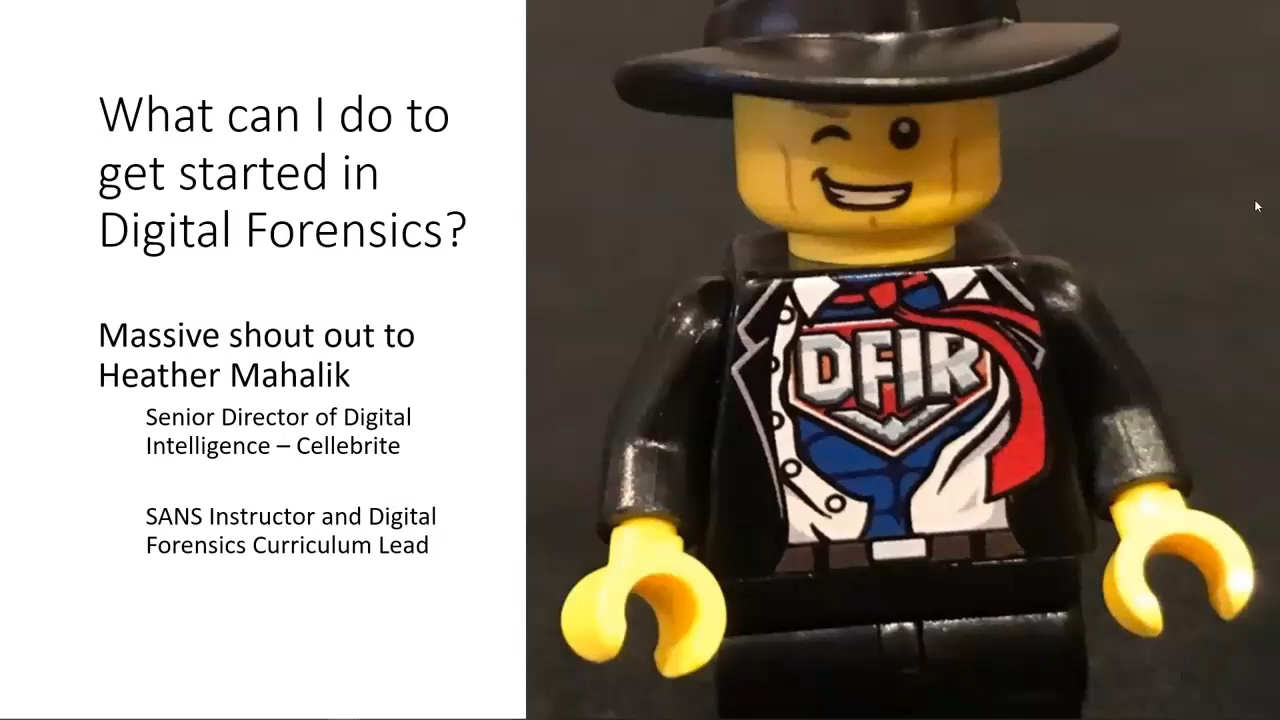 What can I do to
get started in
Digital Forensics?
Massive shout out to
Heather Mahalik
Senior Director of Digital
Intelligence – Cellebrite
SANS Instructor and Digital
Forensics Curriculum Lead
DFIR